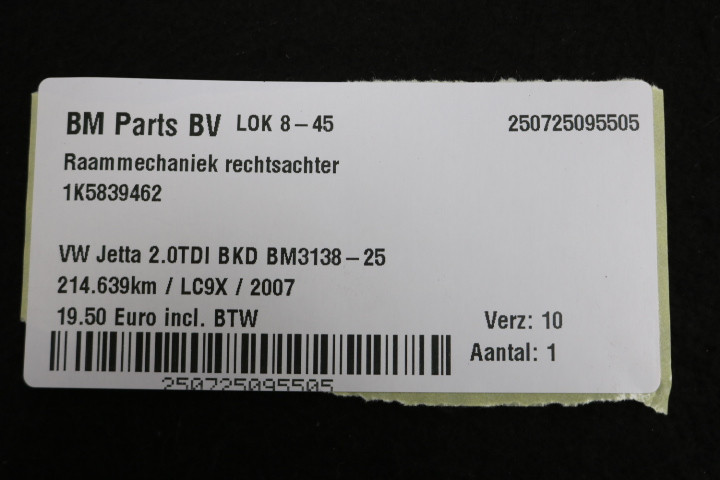 BM Parts BV LOK 8-45 250725095505
Raammechaniek rechtsachter
1K5839462
VW Jetta 2.0TDI BKD BM3138-25
214.639km / LC9X / 2007
19.50 Euro incl. BTW
Verz: 10
Aantal: 1
250725095505